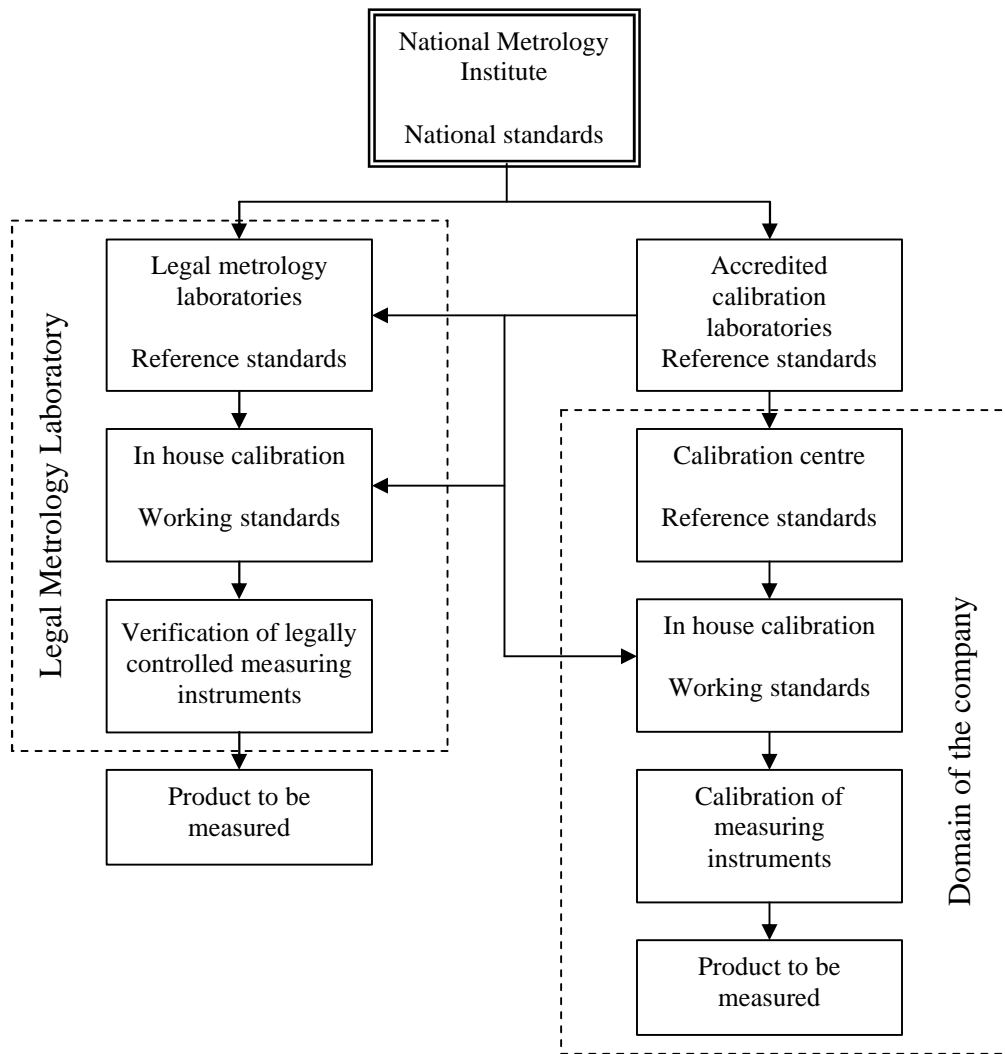 National Metrology
Institute
National standards
Legal Metrology Laboratory
Legal metrology
laboratories
Reference standards
Accredited
calibration
laboratories
Reference standards
In house calibration
Working standards
Calibration centre
Reference standards
Verification of legally
controlled measuring
instruments
In house calibration
Working standards
Domain of the company
Product to be
measured
Calibration of
measuring
instruments
Product to be
measured